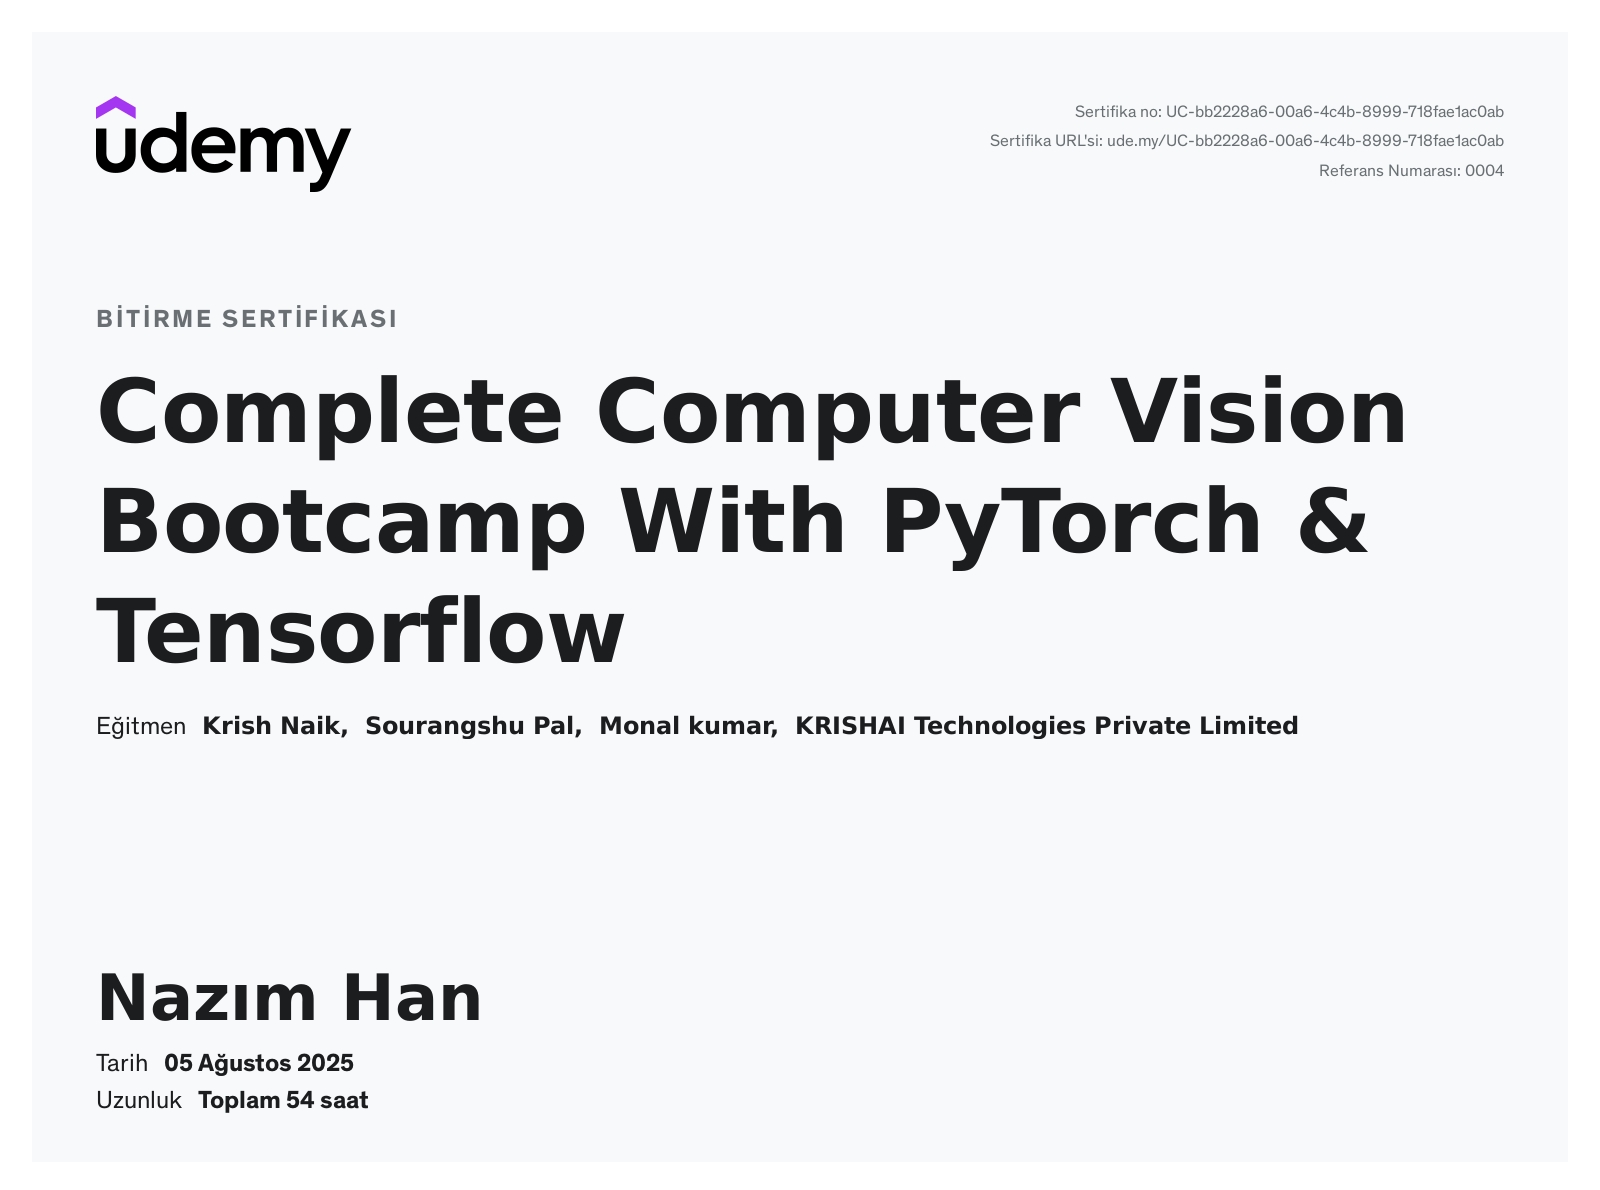 udemy
Sertifika no: UC-bb2228a6-00a6-4c4b-8999-718fae1ac0ab
Sertifika URL'si: ude.my/UC-bb2228a6-00a6-4c4b-8999-718fae1ac0ab
Referans Numarası: 0004
BİTİRME SERTİFİKASI
Complete Computer Vision
Bootcamp With PyTorch &
Tensorflow
Eğitmen Krish Naik, Sourangshu Pal, Monal kumar, KRISHAI Technologies Private Limited
Nazım Han
Tarih 05 Ağustos 2025
Uzunluk Toplam 54 saat